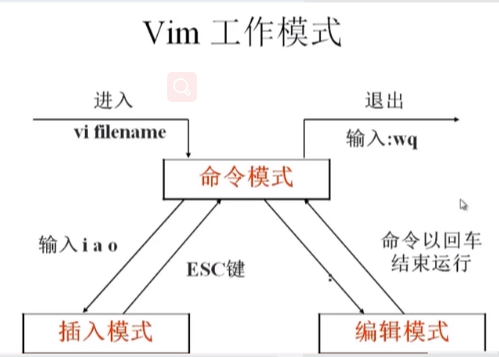 Vim 工作模式
进入
vi filename
退出
输入:wq
命令模式
输入 i a o
ESC键
:
命令以回车
结束运行
插入模式
编辑模式